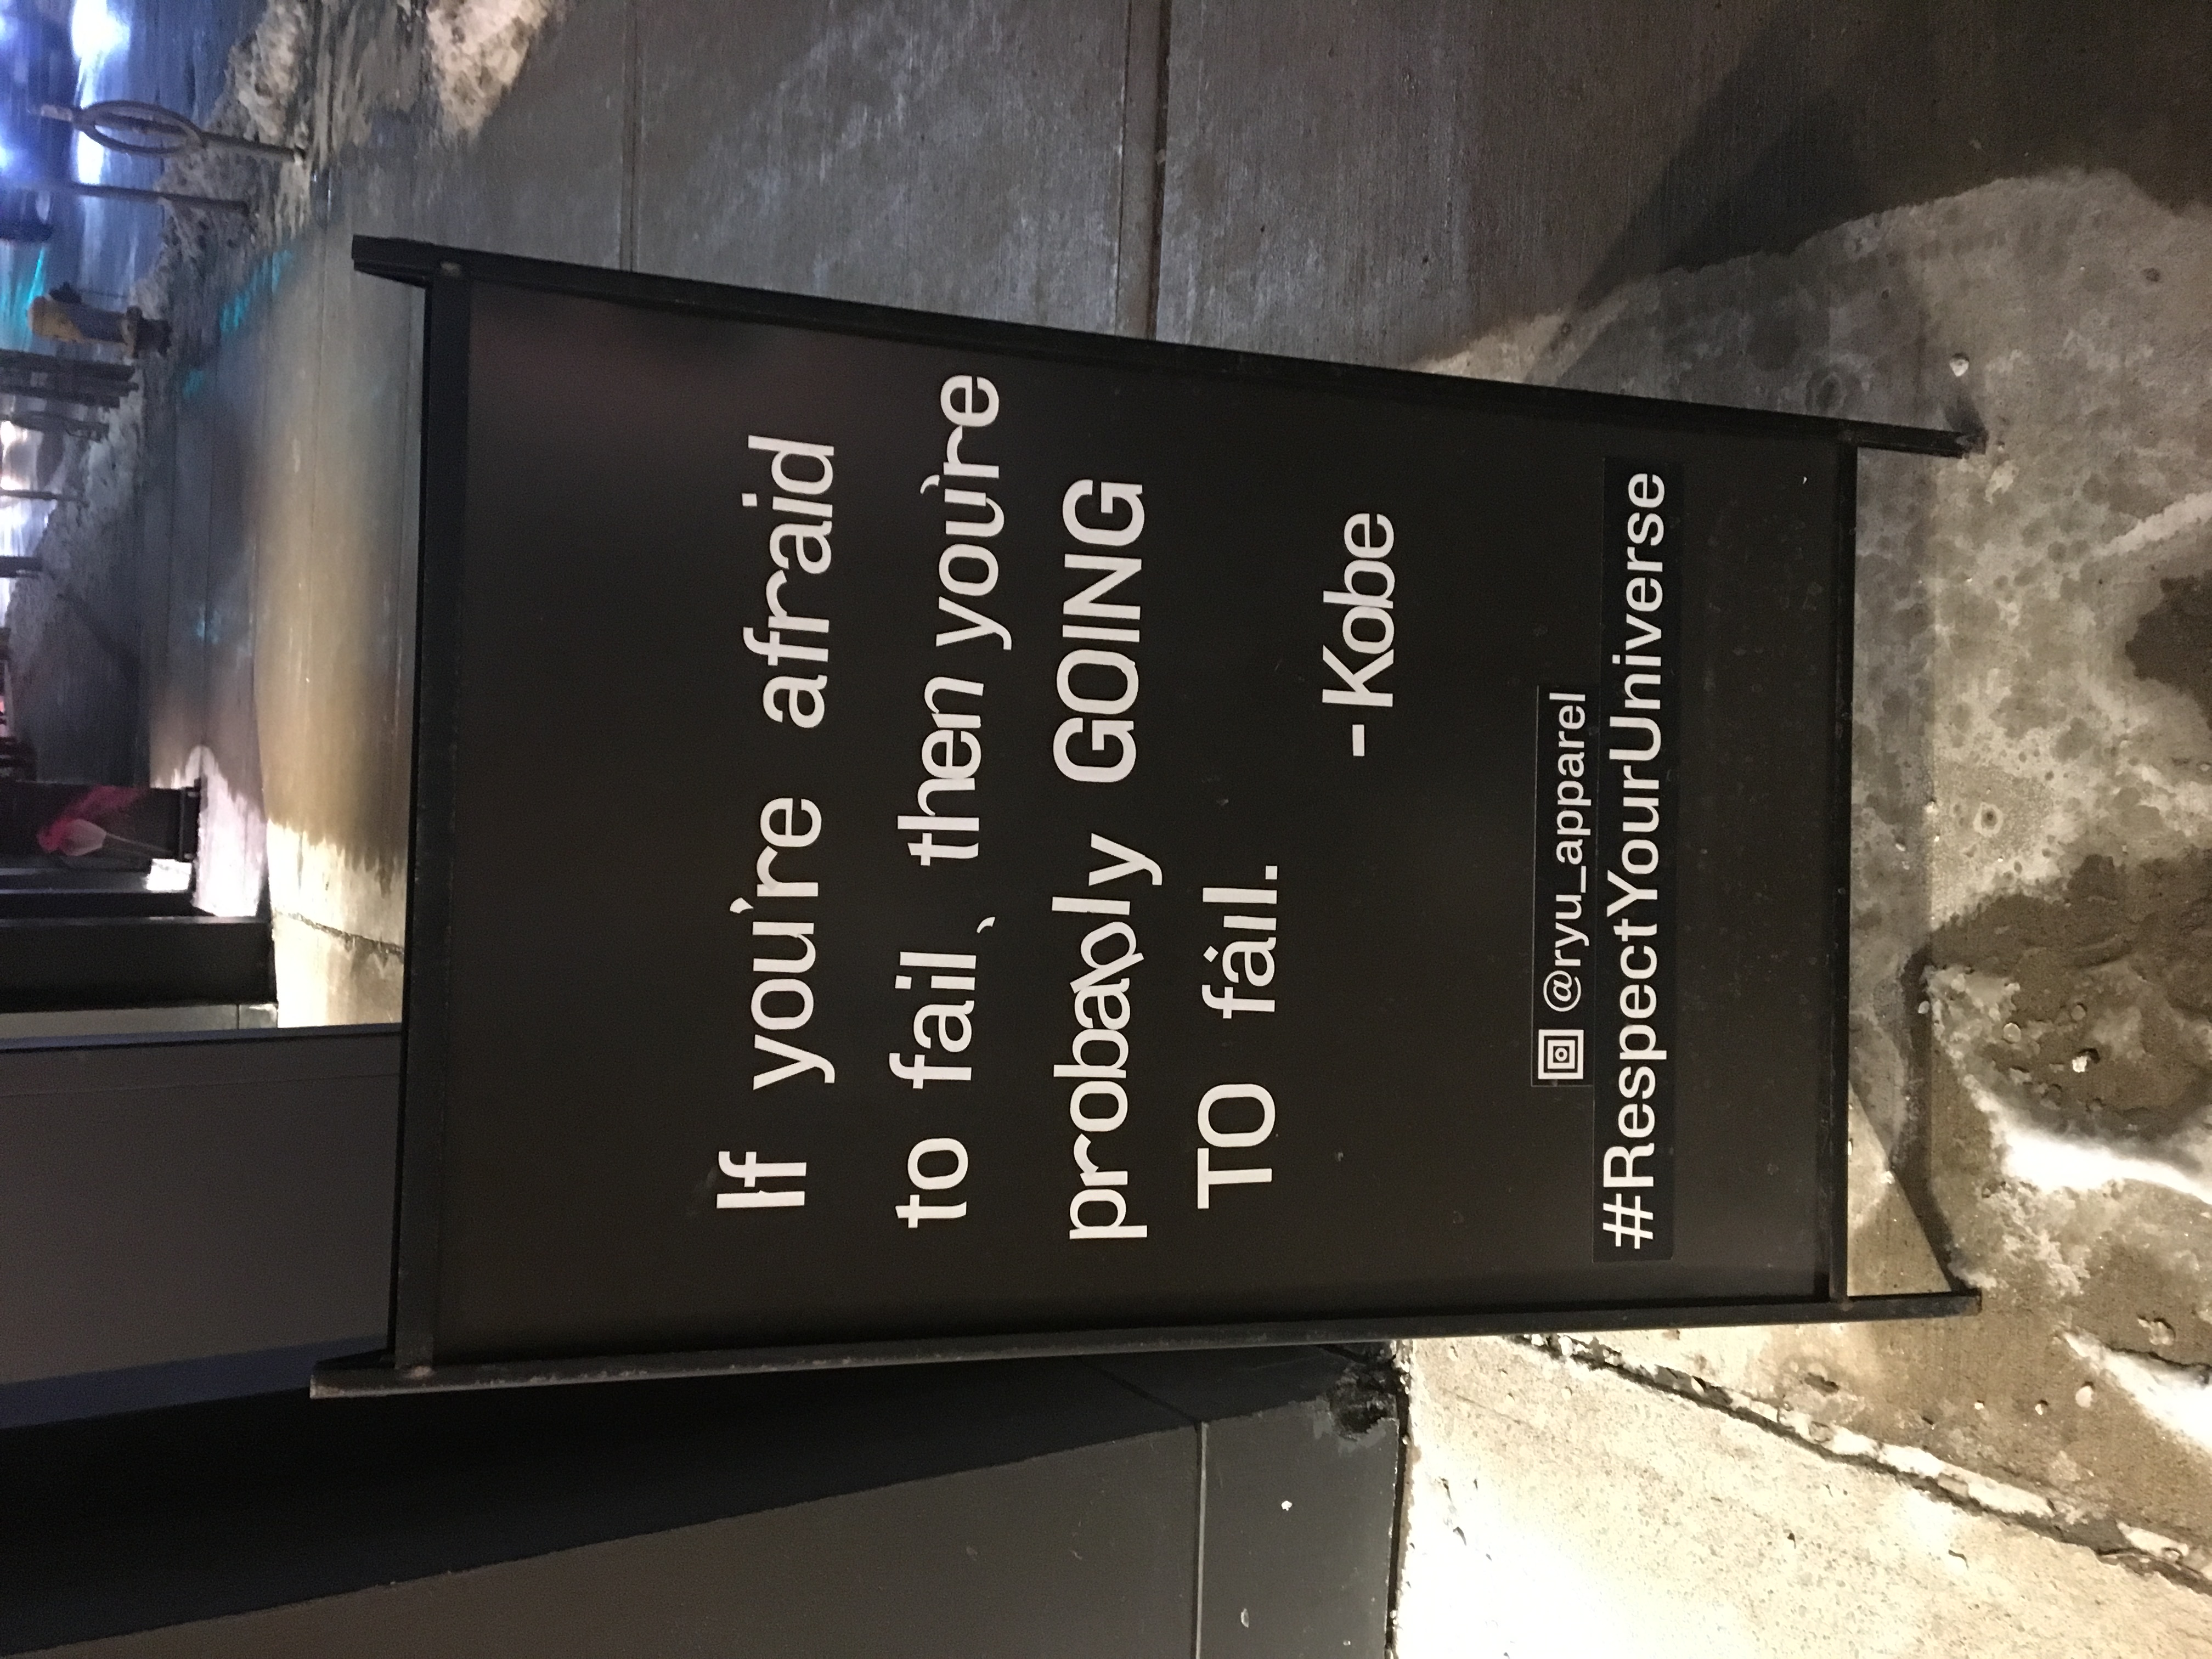 If you're afraid
to fail, then you're
probably GOING
TO fail.
-Kobe
@ryu_apparel
#RespectYourUniverse